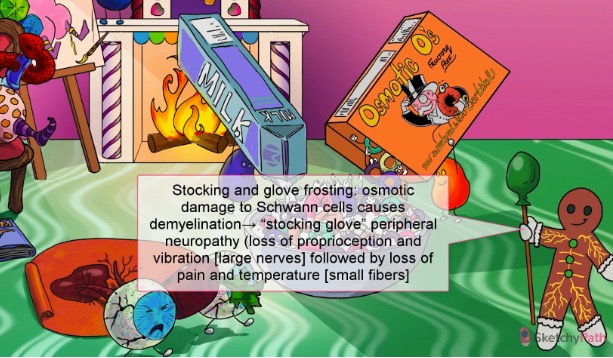 MILK
MILK
Osmotic O's
Stocking and glove frosting: osmotic
damage to Schwann cells causes
demyelination→ "stocking glove" peripheral
neuropathy (loss of proprioception and
vibration [large nerves] followed by loss of
pain and temperature [small fibers]
SketchyPath